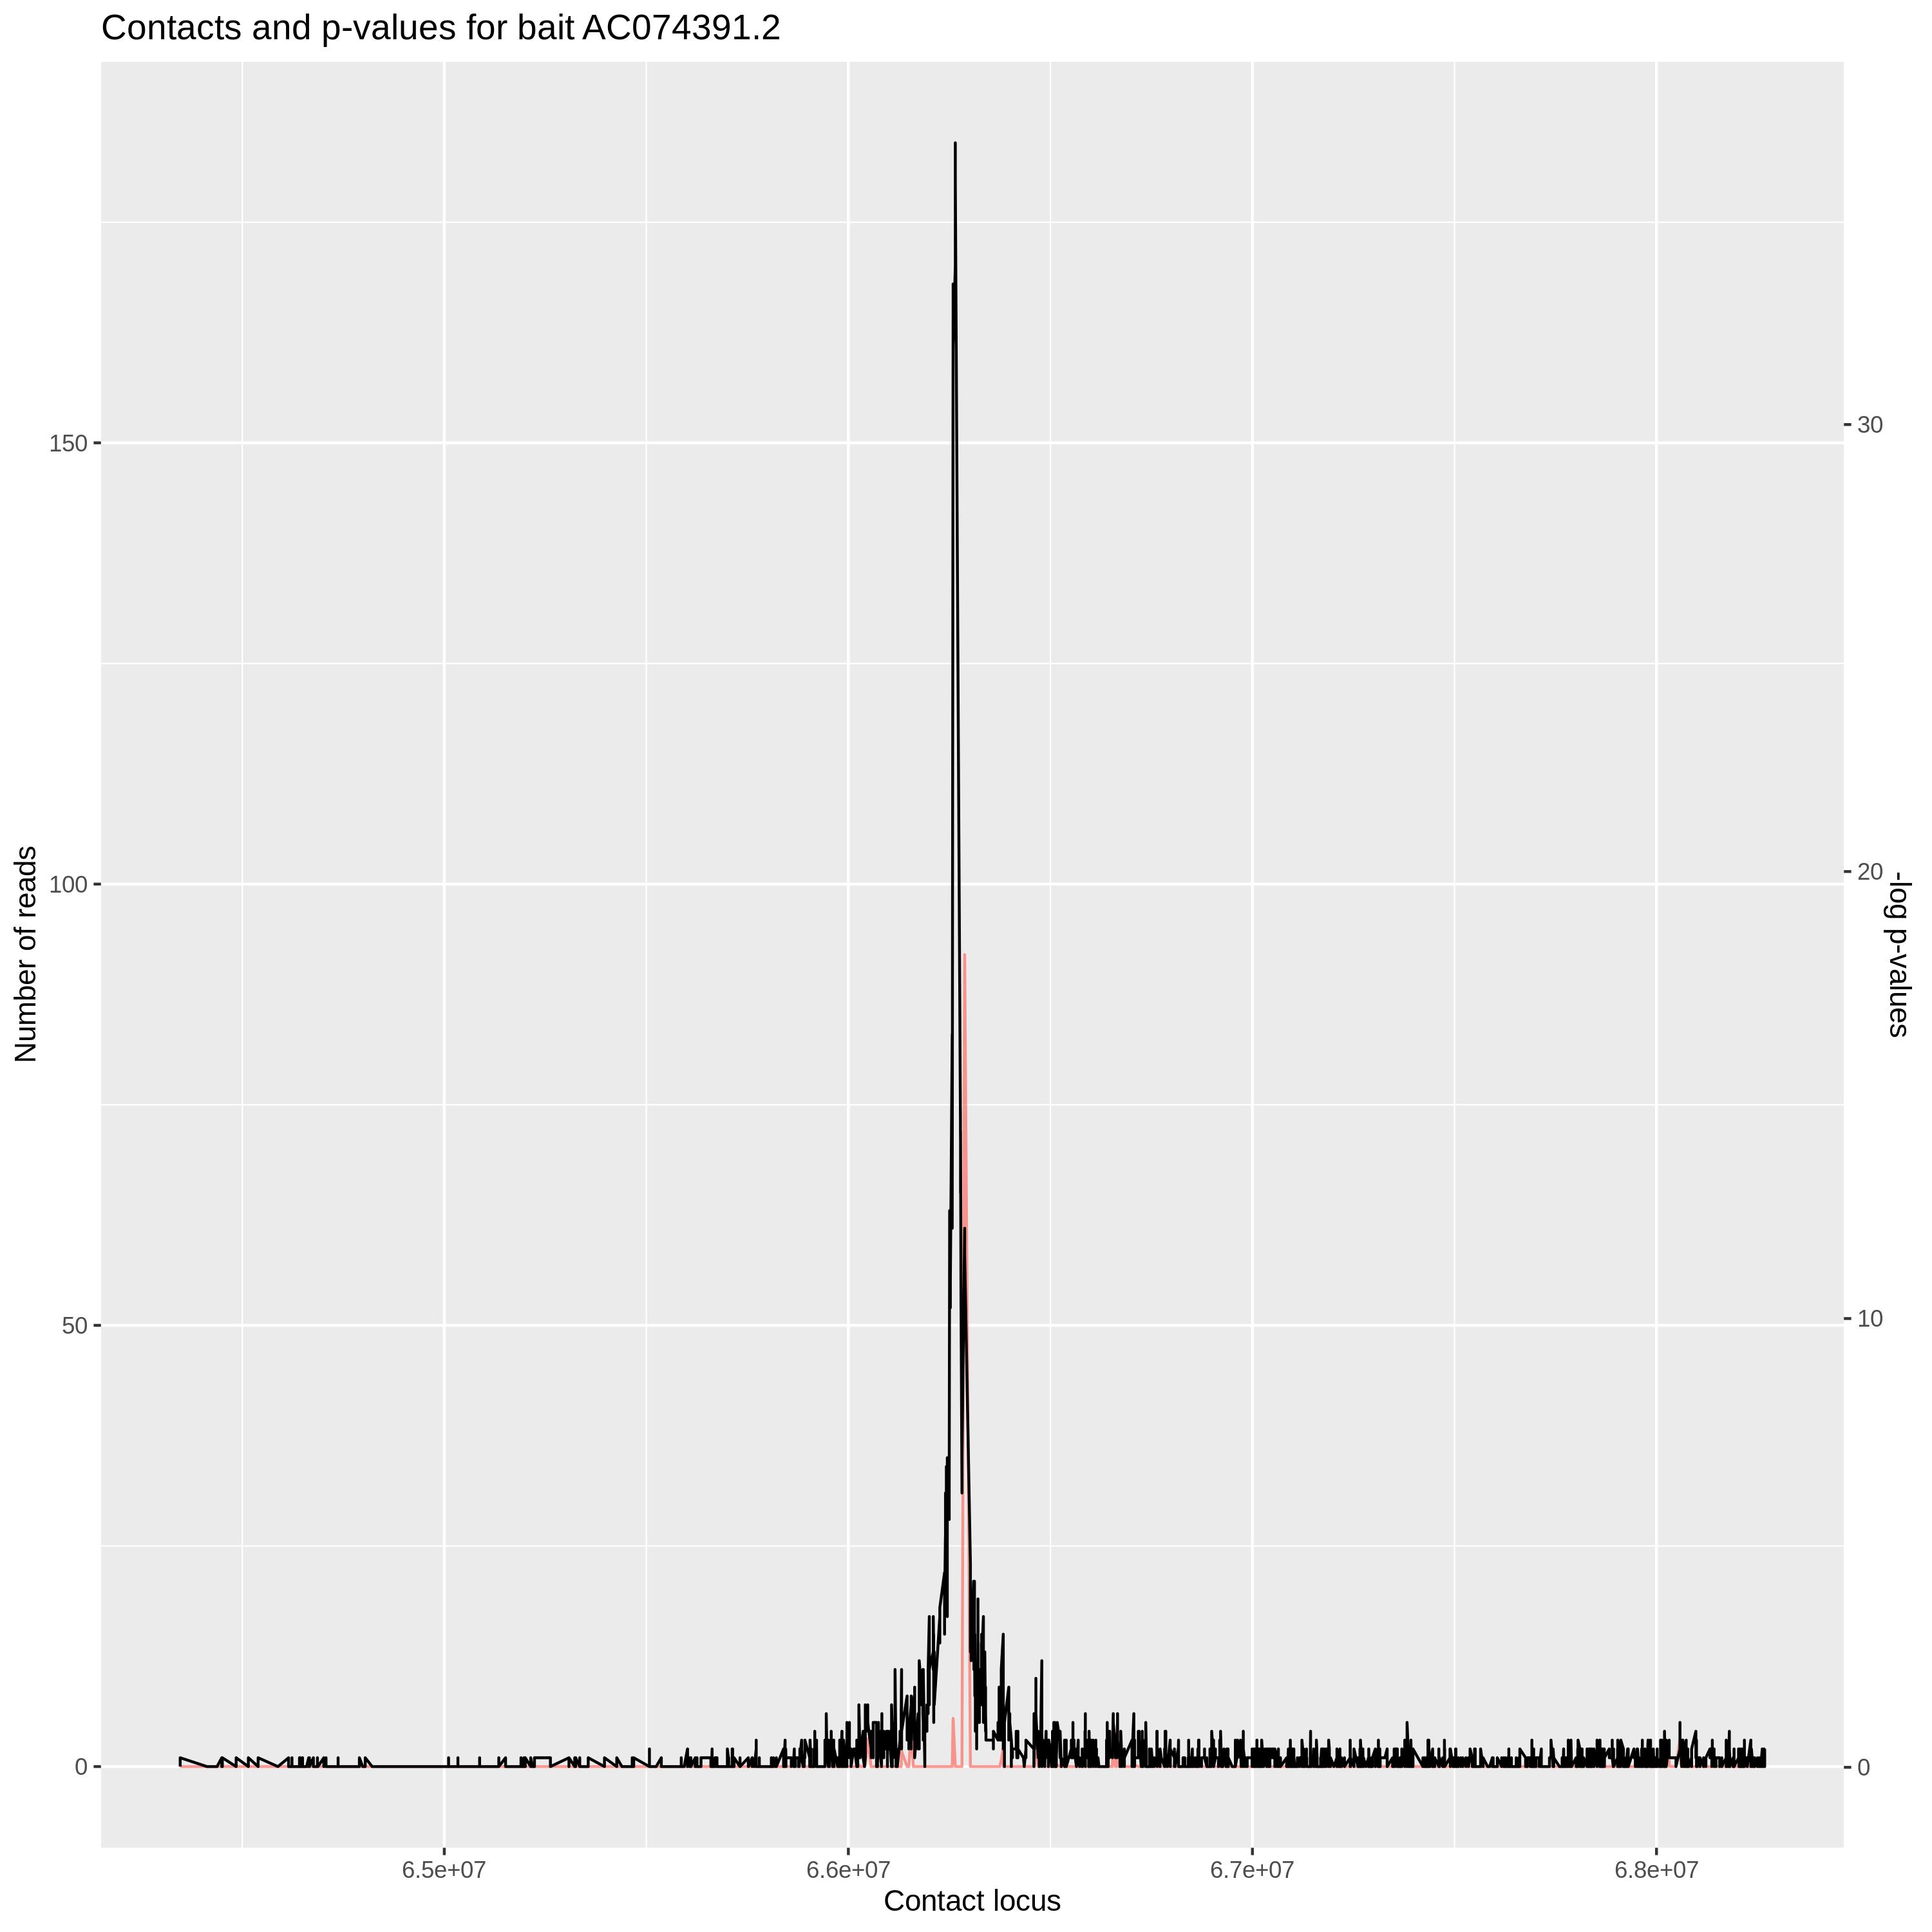 Contacts and p-values for bait AC074391.2
Number of reads
150
100
50
0
30
20
10
0
-log p-values
6.5e+07 6.6e+07 6.7e+07 6.8e+07
Contact locus